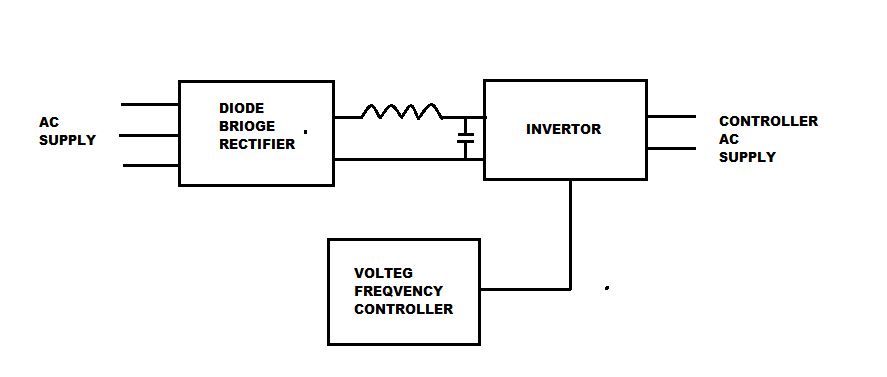 AC
SUPPLY
DIODE
BRIOGE
RECTIFIER
INVERTOR
CONTROLLER
AC
SUPPLY
VOLTEG
FREQVENCY
CONTROLLER